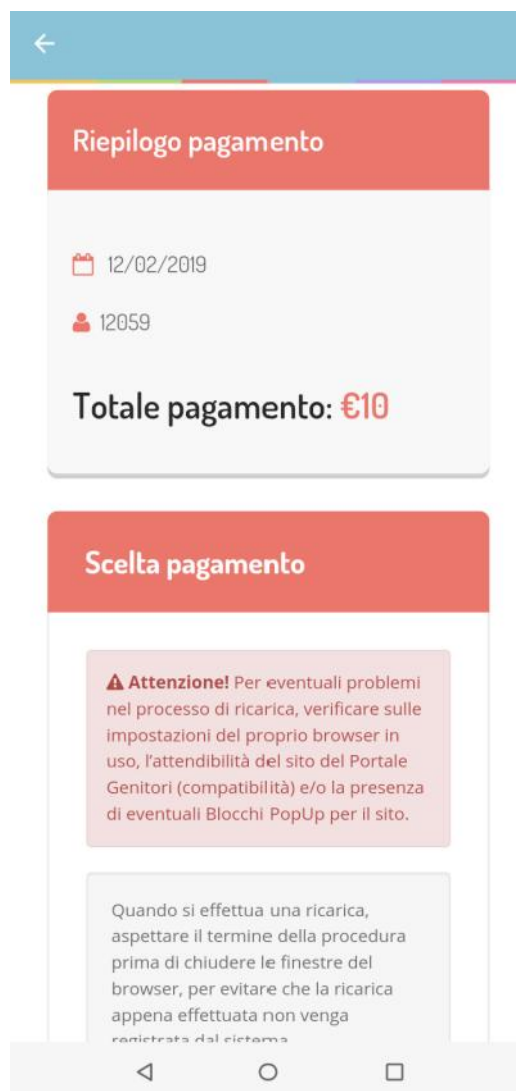 Riepilogo pagamento
12/02/2019
12059
Totale pagamento: €10
Scelta pagamento
Attenzione! Per eventuali problemi
nel processo di ricarica, verificare sulle
impostazioni del proprio browser in
uso, l'attendibilità del sito del Portale
Genitori (compatibilità) e/o la presenza
di eventuali Blocchi PopUp per il sito.
Quando si effettua una ricarica,
aspettare il termine della procedura
prima di chiudere le finestre del
browser, per evitare che la ricarica
appena effettuata non venga
registrata dal sistema